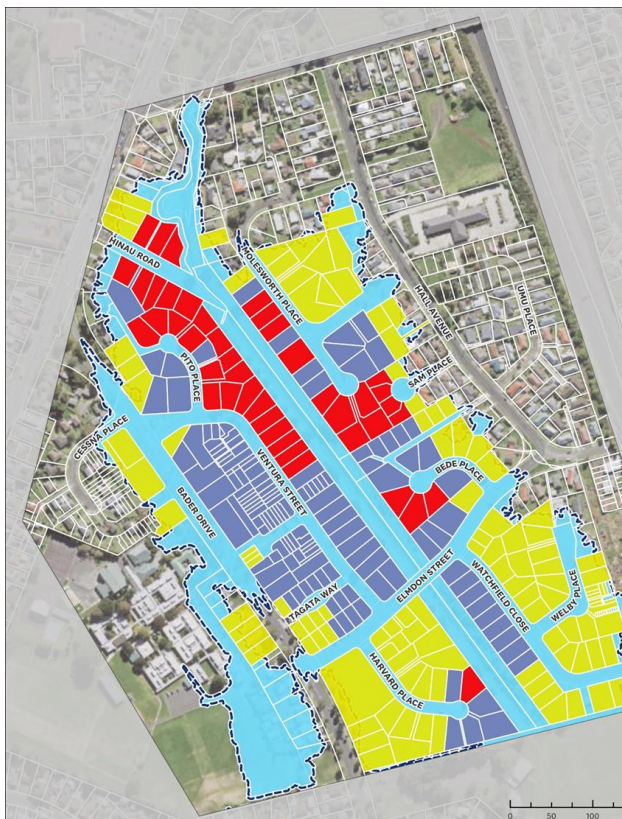 HINAU ROAD
MOLESWORTH PLACE
HALL AVENUE
UMU PLACE
PITO PLACE
SAM PLACE
CESSNA PLACE
BADER DRIVE
VENTURA STREET
BEDE PLACE
TAGATA WAY
ELMDON STREET
WATCHFIELD CLOSE
WELBY PLACE
HARVARD PLACE
0 50 100